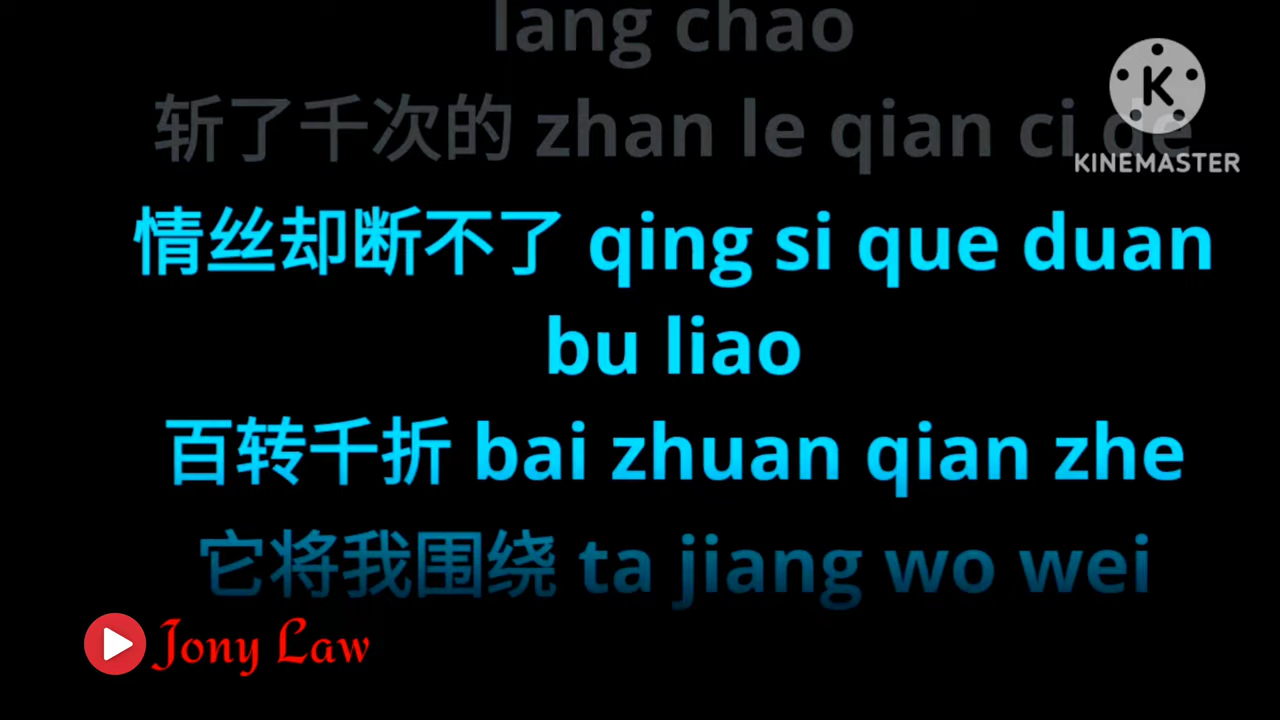 lang chao
斩了千次的 zhan le qian ci de
KINEMASTER
情丝却断不了 qing si que duan
bu liao
百转千折 bai zhuan qian zhe
它将我围绕 ta jiang wo wei
Jony Law